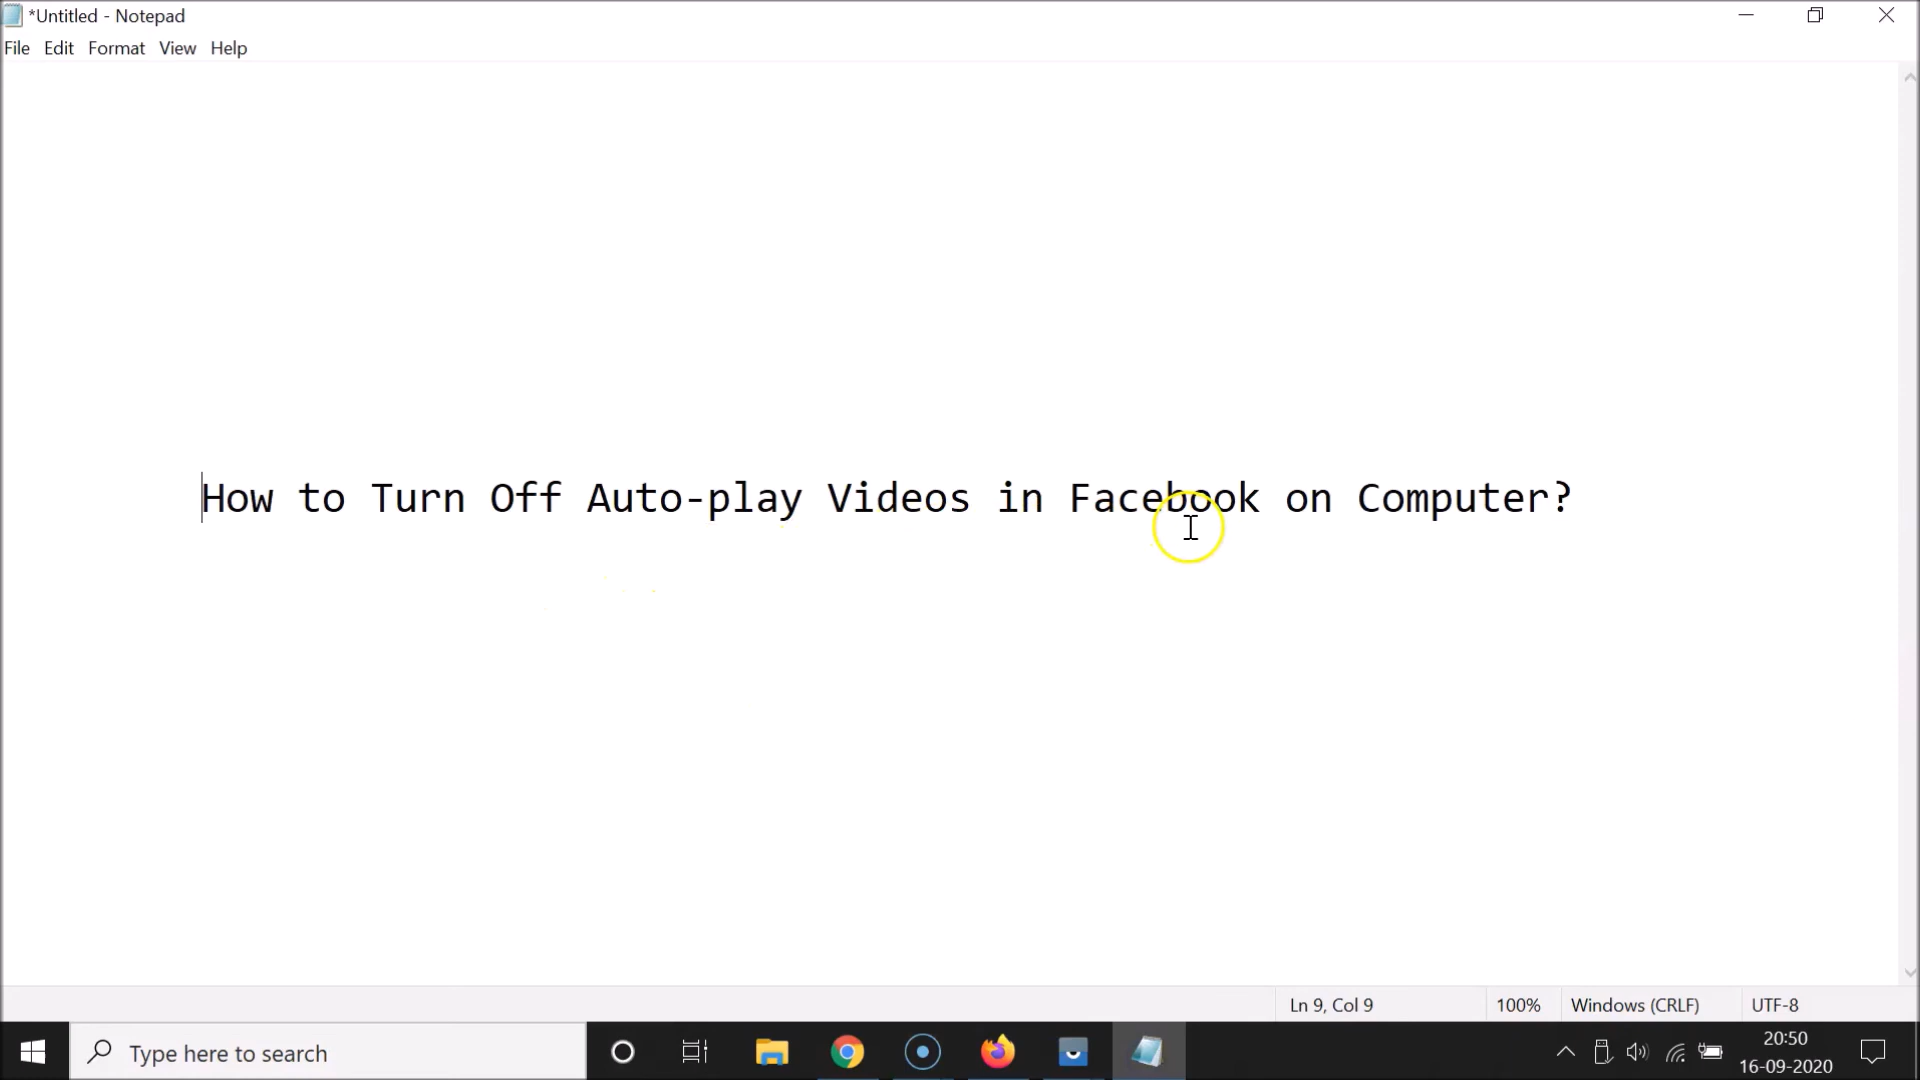 *Untitled - Notepad
File Edit Format View Help
How to Turn Off Auto-play Videos in Facebook on Computer?
Ln 9, Col 9 100% Windows (CRLF) UTF-8
Type here to search
20:50
16-09-2020